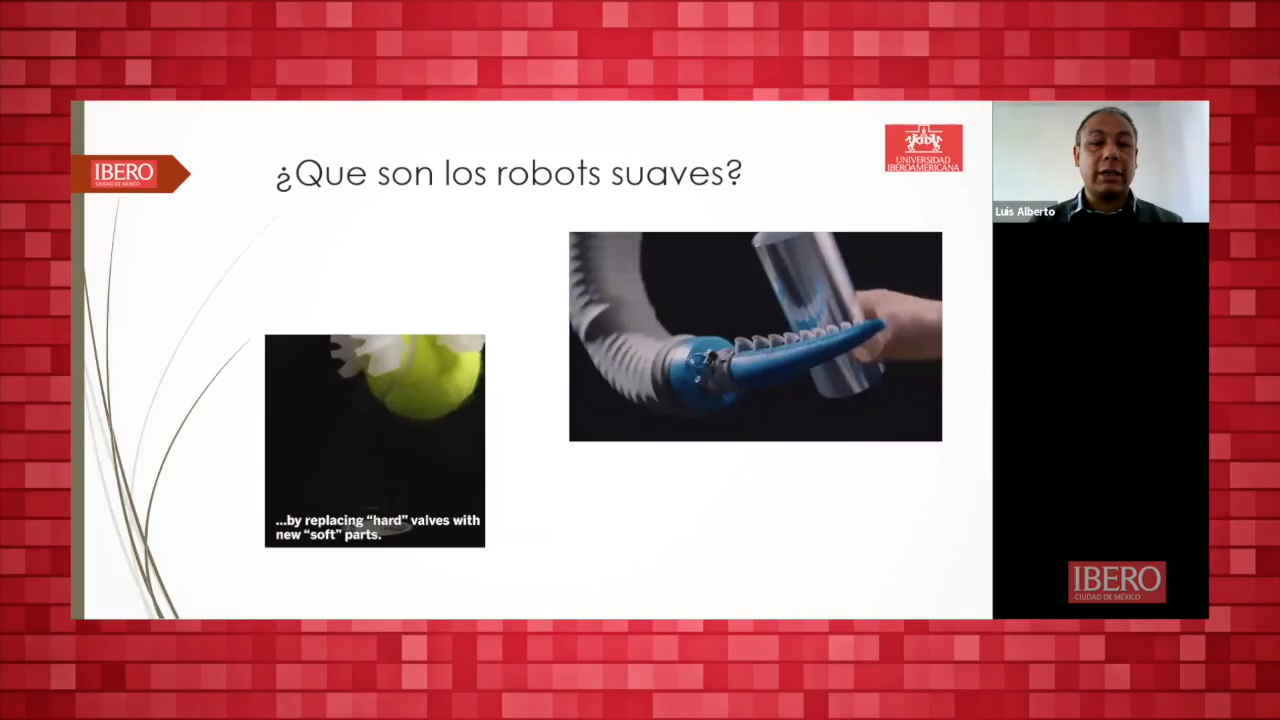 IBERO
CIUDAD DE MÉXICO
¿Que son los robots suaves?
UNIVERSIDAD
IBEROAMERICANA
Luis Alberto
...by replacing “hard” valves with
new “soft” parts.
IBERO
CIUDAD DE MÉXICO